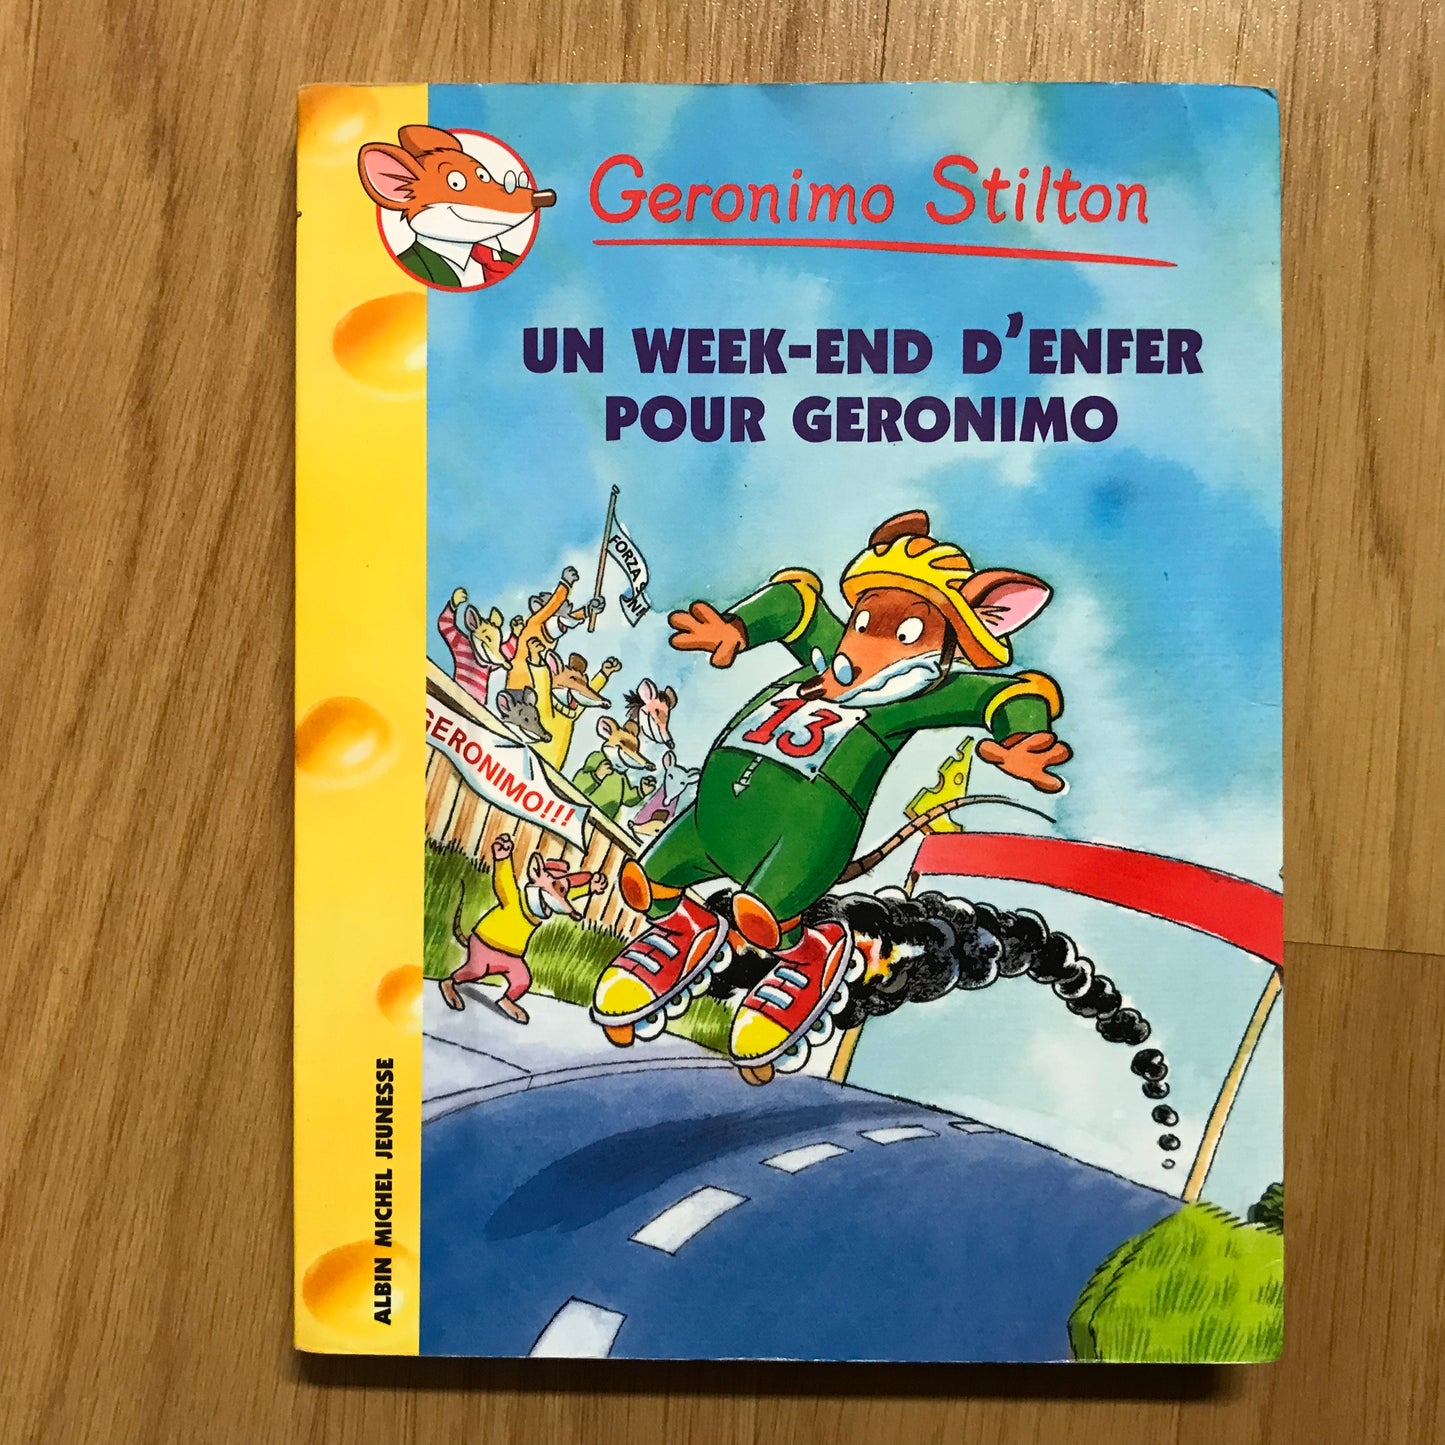 Geronimo Stilton
UN WEEK-END D'ENFER
POUR GERONIMO
FORZA
GERONIMO!!!
13
ALBIN MICHEL JEUNESSE